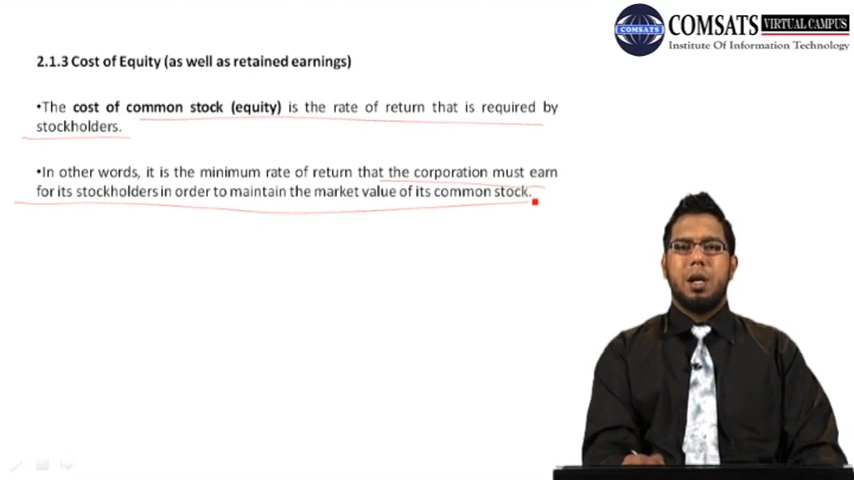 COMSATS VIRTUAL CAMPUS
COMSATS
Institute Of Information Technology
2.1.3 Cost of Equity (as well as retained earnings)
•The cost of common stock (equity) is the rate of return that is required by
stockholders.
•In other words, it is the minimum rate of return that the corporation must earn
for its stockholders in order to maintain the market value of its common stock.